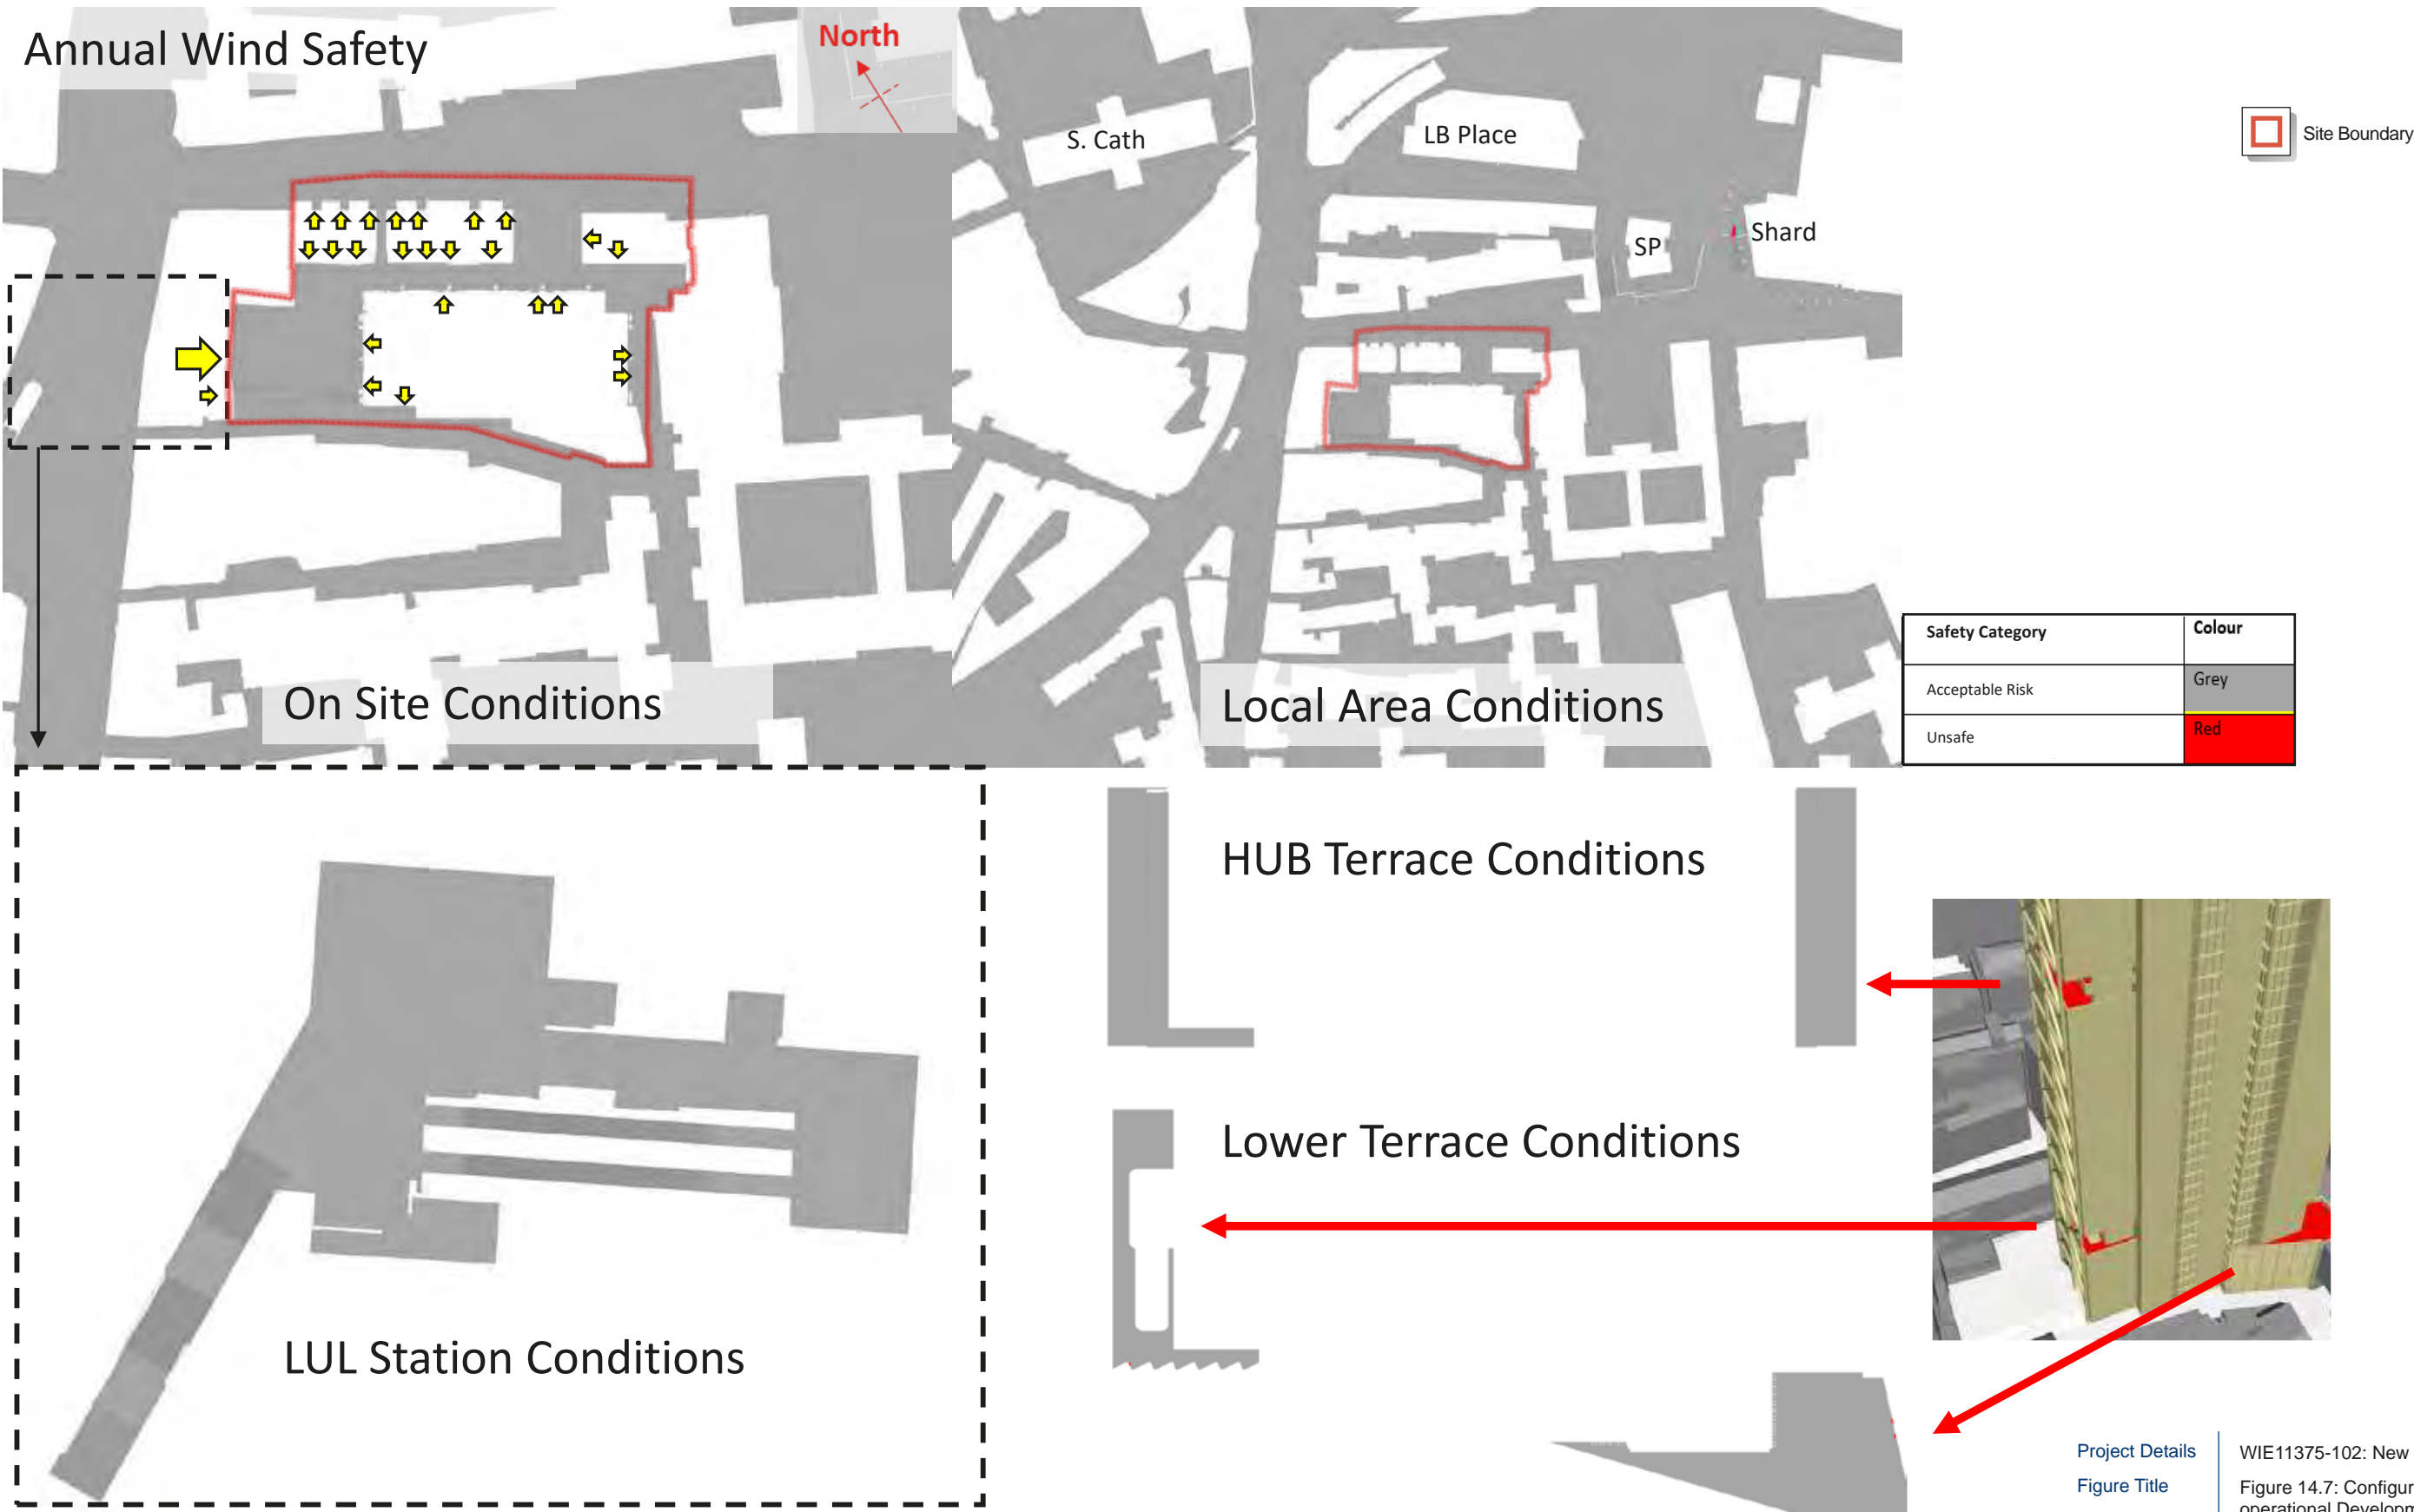 Annual Wind Safety
North
S. Cath
LB Place
SP
Shard
Site Boundary
On Site Conditions
Local Area Conditions
Safety Category Colour
Acceptable Risk Grey
Unsafe Red
HUB Terrace Conditions
Lower Terrace Conditions
LUL Station Conditions
Project Details WIE11375-102: New
Figure Title Figure 14.7: Configur
operational Developm